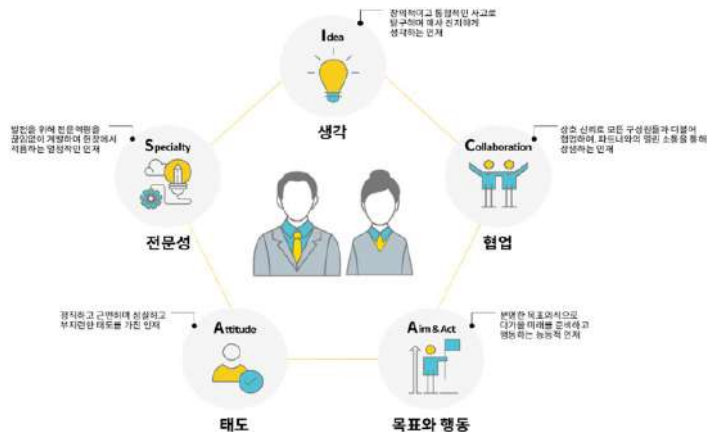 창의적이고 통합적인 사고로
탐구하며 매사 진지하게
생각하는 인재
Idea
생각
발전을 위해 전문역량을
끊임없이 계발하여 현장에서
적용하는 열정적인 인재
Specialty
전문성
상호 신뢰로 모든 구성원들과 더불어
협업하여, 파트너와의 열린 소통을 통해
상생하는 인재
Collaboration
협업
정직하고 근면하며 성실하고
부지런한 태도를 가진 인재
Attitude
태도
분명한 목표의식으로
다가올 미래를 준비하고
행동하는 능동적 인재
Aim & Act
목표와 행동